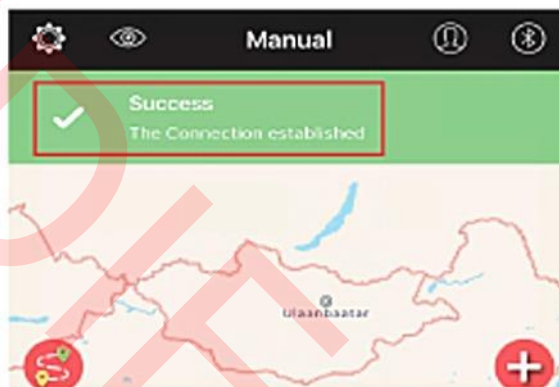 Manual
Success
The Connection established
Ulaanbaatar